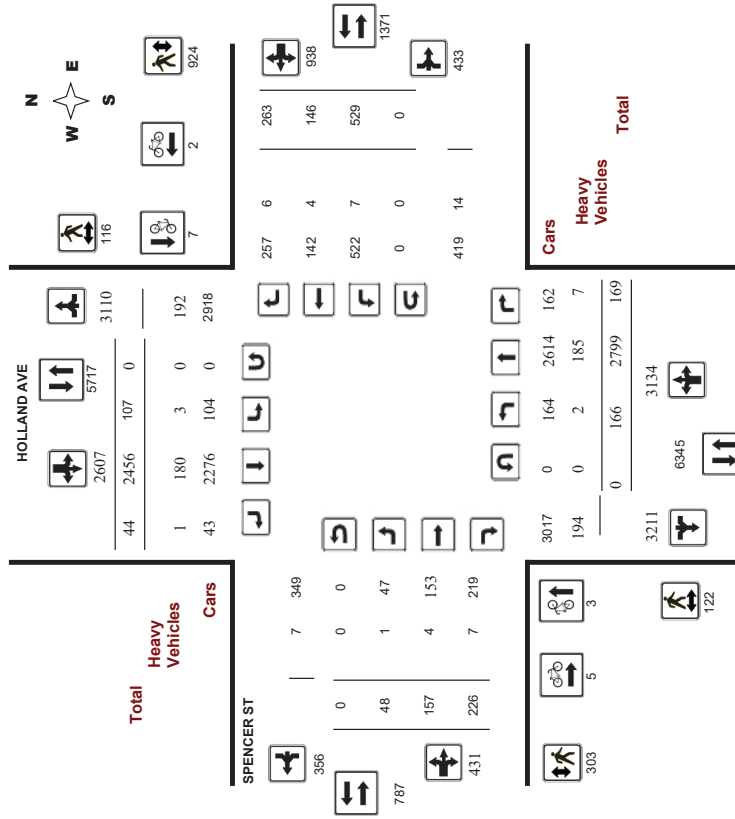 N
W E
S
924
116
2
7
HOLLAND AVE
2607
5717
3110
44 2456 107 0
1 180 3 0 192
43 2276 104 0 2918
Total
Heavy
Vehicles
Cars
938
1371
433
257 6 263
142 4 146
522 7 529
0 0 0
419 14
SPENCER ST
356
787
431
7 349
0 0 0
48 1 47
157 4 153
226 7 219
Cars
Heavy
Vehicles
Total
3017 0 164 2614 162
194 0 2 185 7
0 166 2799 169
3211
6345
3134
303
5
3
122